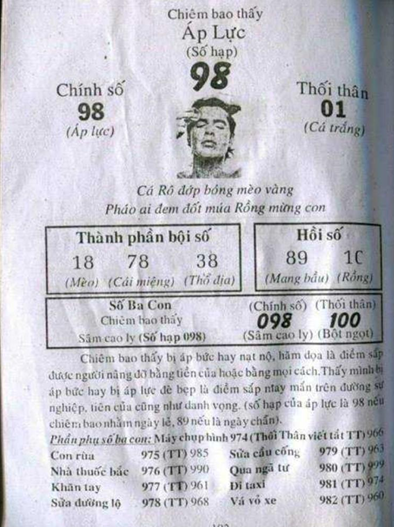 Chiêm bao thấy
Áp Lực
(Số hạp)
98
Chính số
98
(Áp lực)
Thối thân
01
(Cá trắng)
Cá Rô đớp bóng mèo vàng
Pháo ai đem đốt múa Rồng mừng con
Thành phần bội số
18 78 38
(Mèo) (Cái miệng) (Thổ địa)
Hồi số
89 10
(Mang bầu) (Rồng)
Số Ba Con
Chiêm bao thấy
Sâm cao ly (Số hạp 098)
(Chính số) (Thối thân)
098 100
(Sâm cao ly) (Bột ngọt)
Chiêm bao thấy bị áp bức hay nạt nộ, hăm dọa là điềm sắp
được người nâng đỡ bằng tiền của hoặc bằng mọi cách. Thấy mình bị
áp bức hay bị áp lực đè bẹp là điềm sắp may mắn trên đường sự
nghiệp, tiền của cũng như danh vọng. (số hạp của áp lực là 98 nếu
chiêm bao nhằm ngày lẻ, 89 nếu là ngày chẵn).
Phần phụ số ba con: Máy chụp hình 974 (Thối Thân viết tắt TT) 966
Con rùa 975 (TT) 985 Sửa cầu cống 979 (TT) 963
Nhà thuốc bắc 976 (TT) 990 Qua ngã tư 980 (TT) 999
Khăn tay 977 (TT) 961 Đi taxi 981 (TT) 974
Sửa đường lộ 978 (TT) 968 Vá vỏ xe 982 (TT) 960